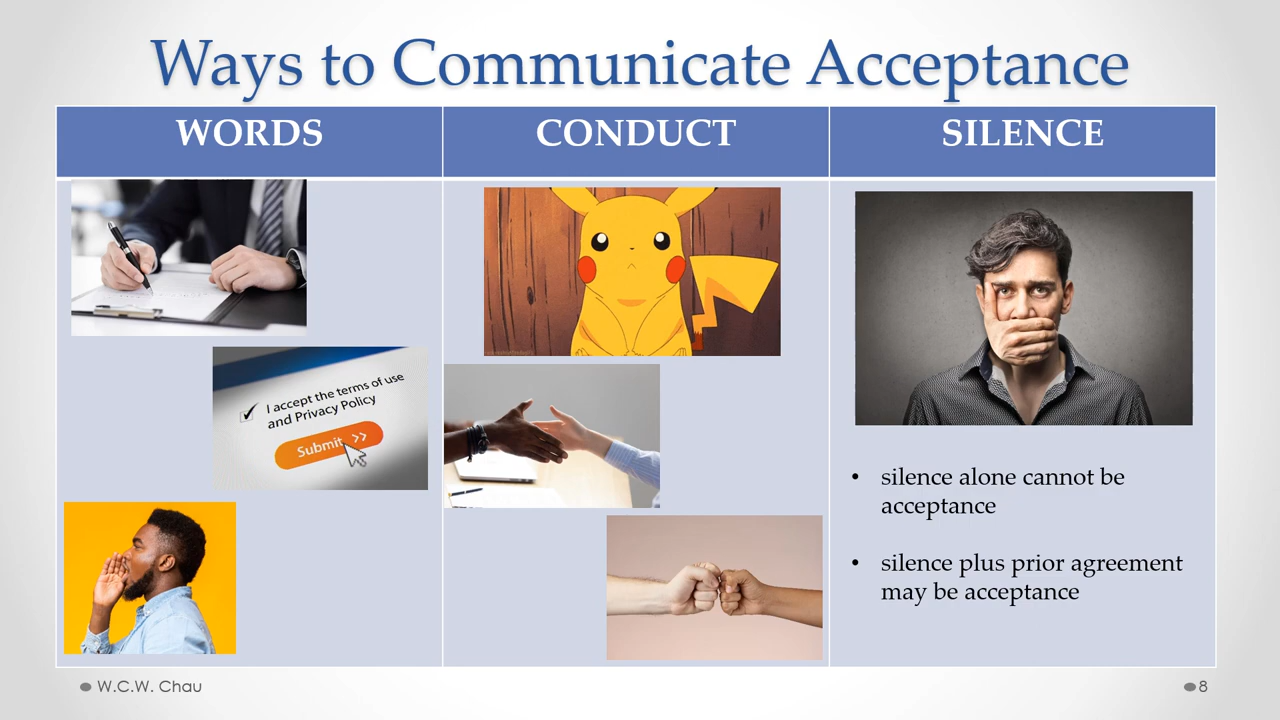 Ways to Communicate Acceptance
WORDS
CONDUCT
SILENCE
I accept the terms of use
and Privacy Policy
Submit >>
• silence alone cannot be
acceptance
• silence plus prior agreement
may be acceptance
W.C.W. Chau
8